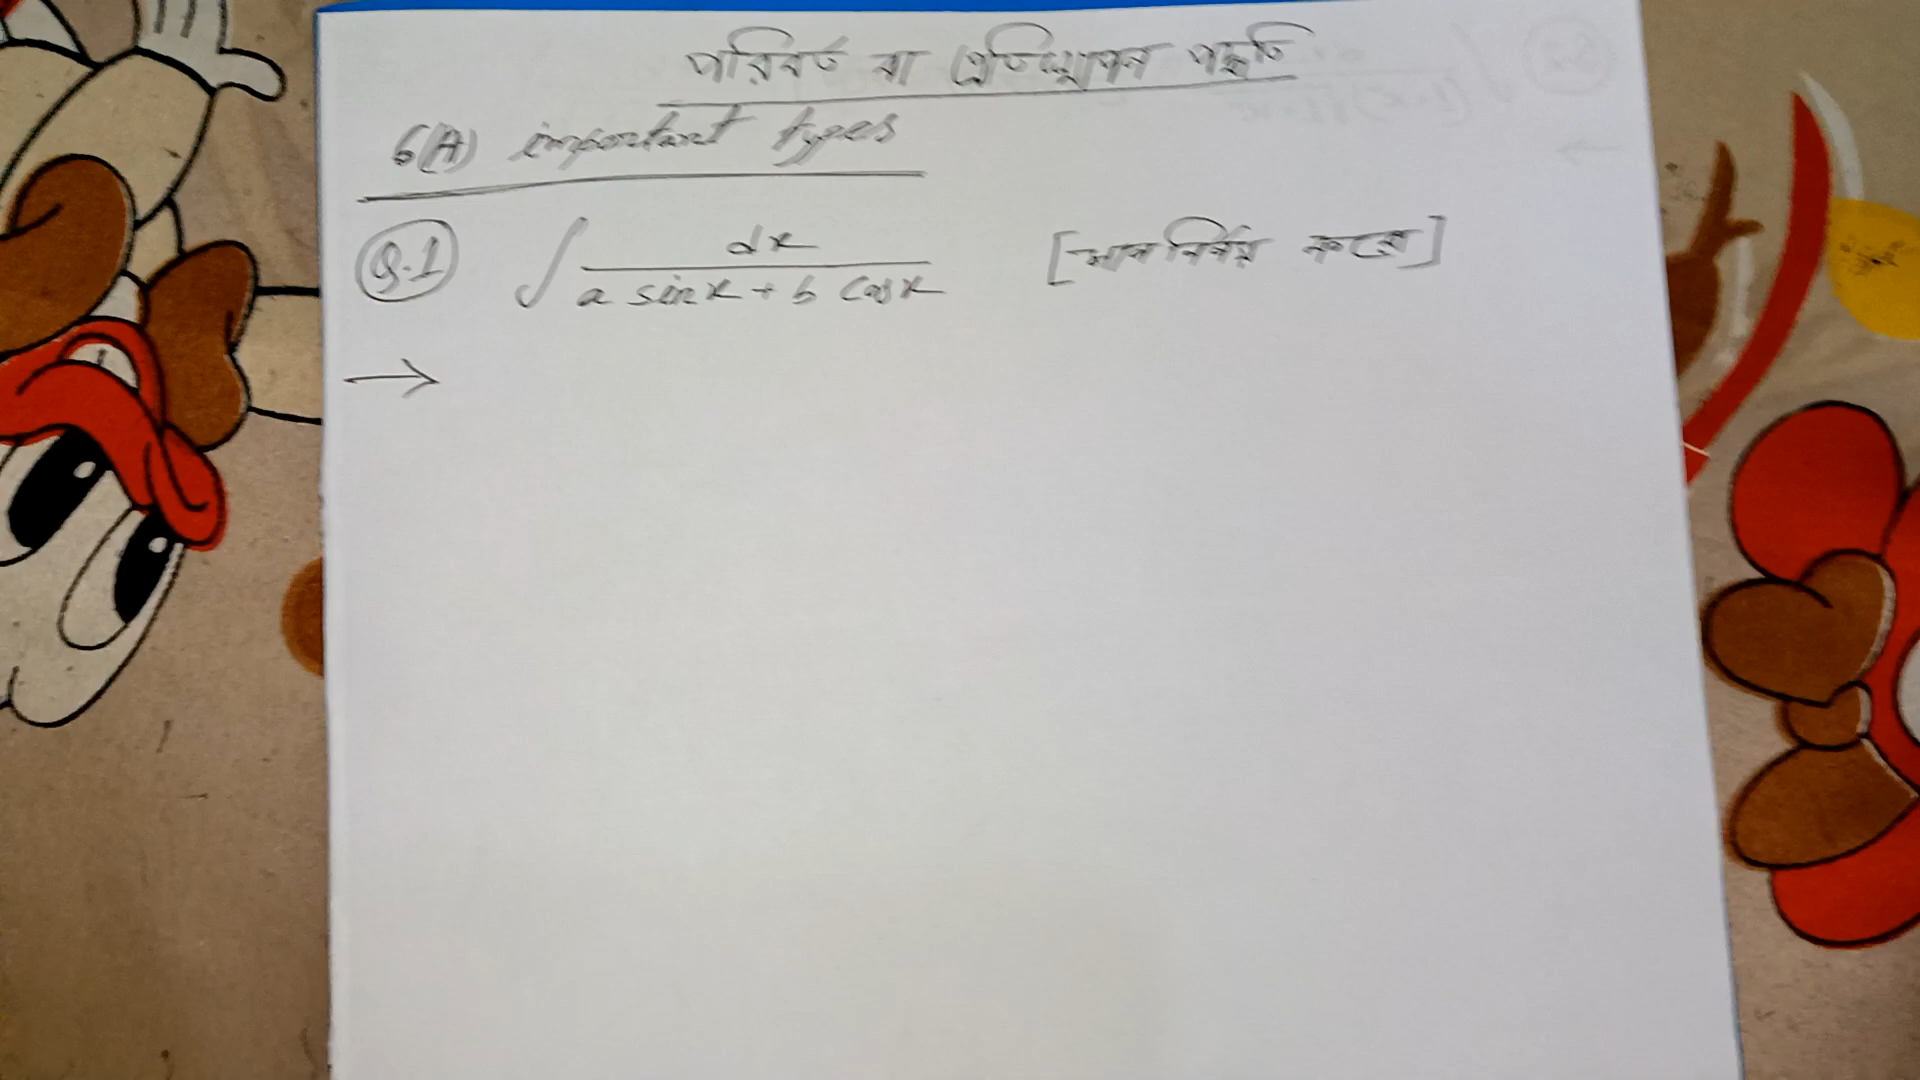 পরিবর্ত বা প্রতিস্থাপন পদ্ধতি
6(A) important types
Q.1 ∫ dx / (a sinx + b cosx) [মান নির্ণয় করো]
→